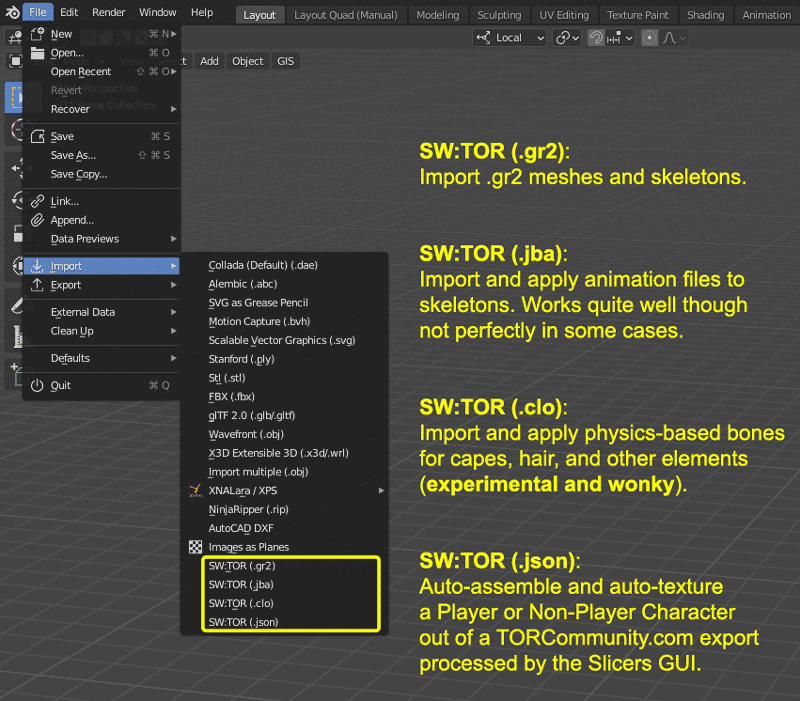 File Edit Render Window Help Layout Layout Quad (Manual) Modeling Sculpting UV Editing Texture Paint Shading Animation
Local
Add Object GIS
New ⌘ N
Open... ⌘ O
Open Recent ⇧ ⌘ O
Revert
Perspective
Recover
Scene Collection
Save ⌘ S
Save As... ⇧ ⌘ S
Save Copy...
Link...
Append...
Data Previews
Import
Export
External Data
Clean Up
Defaults
Quit ⌘ Q
Collada (Default) (.dae)
Alembic (.abc)
SVG as Grease Pencil
Motion Capture (.bvh)
Scalable Vector Graphics (.svg)
Stanford (.ply)
Stl (.stl)
FBX (.fbx)
glTF 2.0 (.glb/.gltf)
Wavefront (.obj)
X3D Extensible 3D (.x3d/.wrl)
Import multiple (.obj)
XNALara / XPS
NinjaRipper (.rip)
AutoCAD DXF
Images as Planes
SW:TOR (.gr2)
SW:TOR (.jba)
SW:TOR (.clo)
SW:TOR (.json)
SW:TOR (.gr2):
Import .gr2 meshes and skeletons.
SW:TOR (.jba):
Import and apply animation files to
skeletons. Works quite well though
not perfectly in some cases.
SW:TOR (.clo):
Import and apply physics-based bones
for capes, hair, and other elements
(experimental and wonky).
SW:TOR (.json):
Auto-assemble and auto-texture
a Player or Non-Player Character
out of a TORCommunity.com export
processed by the Slicers GUI.